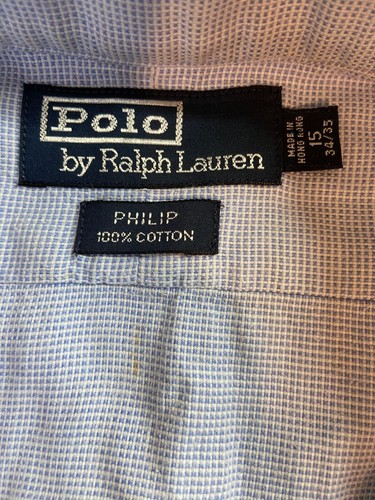 Polo
by Ralph Lauren
MADE IN
HONG KONG
15
34/35
PHILIP
100% COTTON